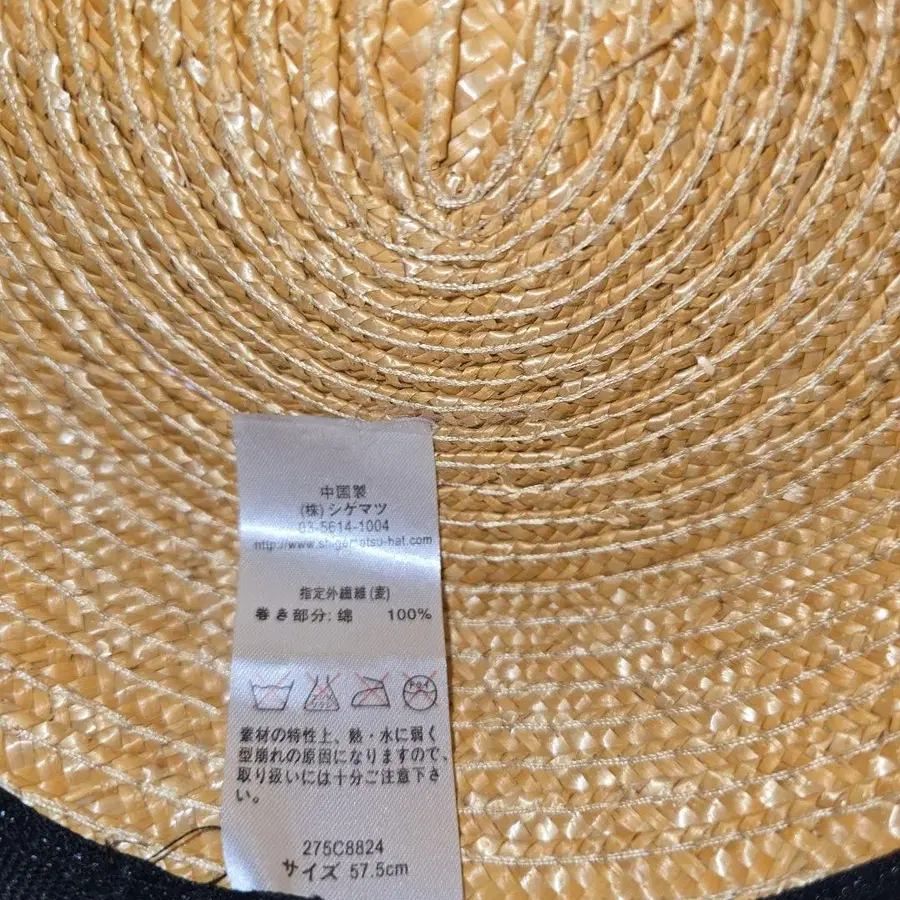 中国製
(株) シゲマツ
03-5614-1004
http://www.shigematsu-hat.com
指定外繊維 (麦)
巻き部分: 綿 100%
素材の特性上、熱・水に弱く
型崩れの原因になりますので、
取り扱いには十分ご注意下さ
い。
275C8824
サイズ 57.5cm